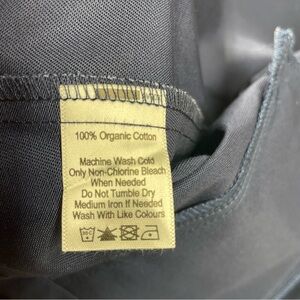 100% Organic Cotton
Machine Wash Cold
Only Non-Chlorine Bleach
When Needed
Do Not Tumble Dry
Medium Iron If Needed
Wash With Like Colours